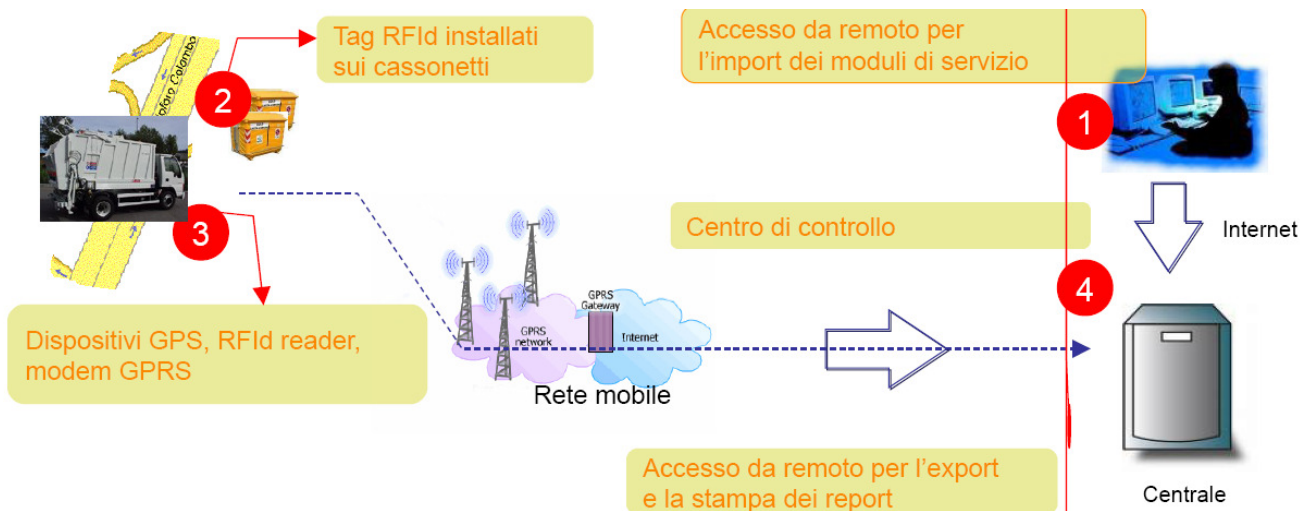 Tag RFId installati
sui cassonetti
Accesso da remoto per
l'import dei moduli di servizio
oforo Colombo
2
1
3
Centro di controllo
Internet
4
Dispositivi GPS, RFId reader,
modem GPRS
GPRS
Gateway
GPRS
network
Internet
Rete mobile
Accesso da remoto per l'export
e la stampa dei report
Centrale